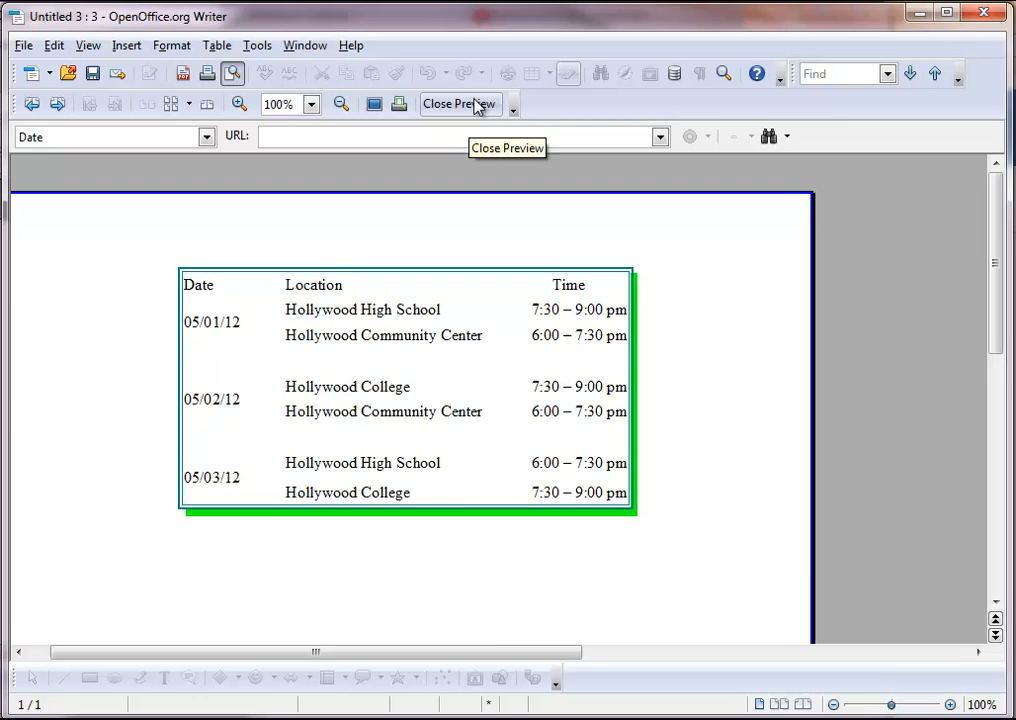 Untitled 3 : 3 - OpenOffice.org Writer
File Edit View Insert Format Table Tools Window Help
Find
100% Close Preview
Date URL:
Close Preview
Date Location Time
05/01/12 Hollywood High School 7:30 – 9:00 pm
Hollywood Community Center 6:00 – 7:30 pm
05/02/12 Hollywood College 7:30 – 9:00 pm
Hollywood Community Center 6:00 – 7:30 pm
05/03/12 Hollywood High School 6:00 – 7:30 pm
Hollywood College 7:30 – 9:00 pm
1 / 1 * 100%